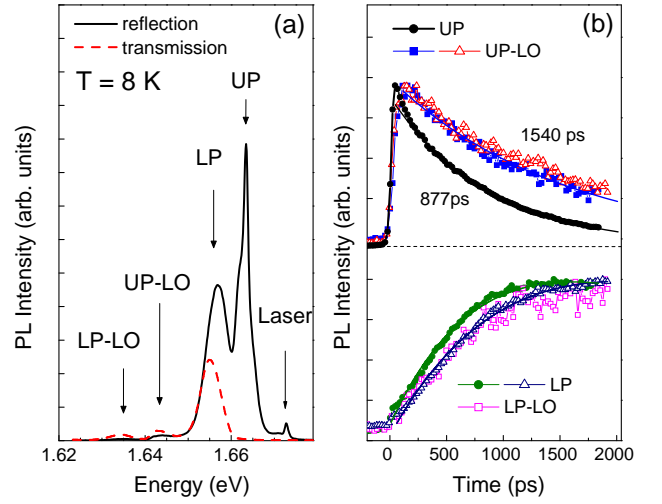 reflection
transmission
(a)
T = 8 K
UP
LP
UP-LO
LP-LO
Laser
PL Intensity (arb. units)
1.62
1.64
1.66
Energy (eV)
(b)
UP
UP-LO
1540 ps
877ps
LP
LP-LO
PL Intensity (arb. units)
0
500
1000
1500
2000
Time (ps)